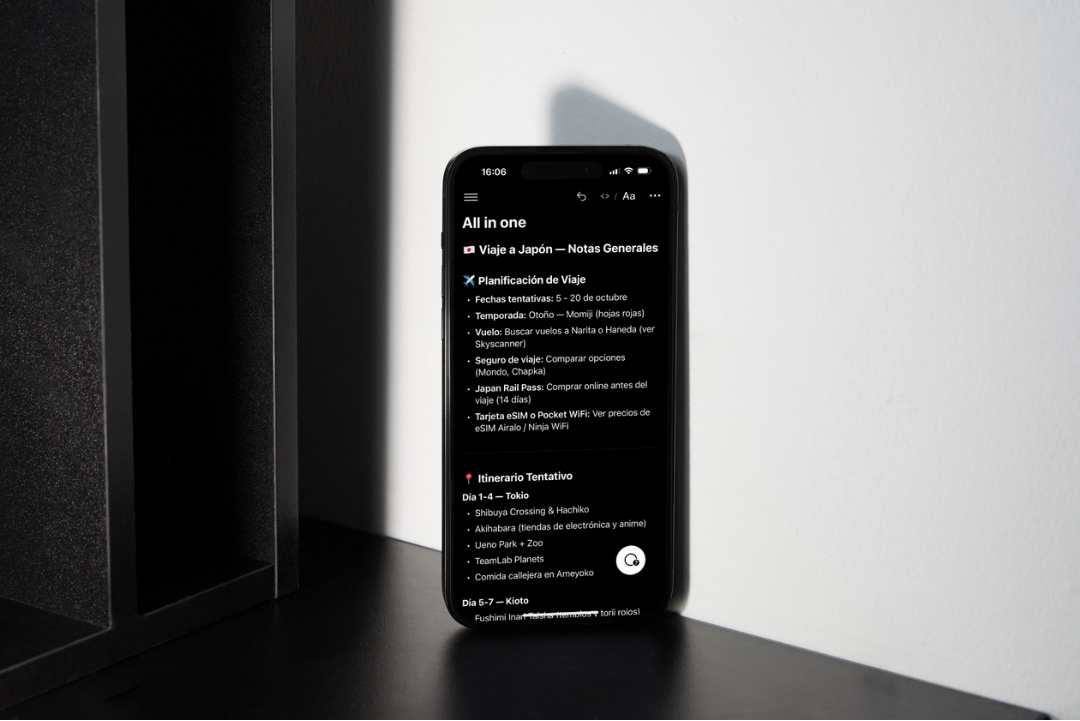 16:06
Aa
All in one
🇯🇵 Viaje a Japón — Notas Generales
✈️ Planificación de Viaje
• Fechas tentativas: 5 - 20 de octubre
• Temporada: Otoño — Momiji (hojas rojas)
• Vuelo: Buscar vuelos a Narita o Haneda (ver
Skyscanner)
• Seguro de viaje: Comparar opciones
(Mondo, Chapka)
• Japan Rail Pass: Comprar online antes del
viaje (14 días)
• Tarjeta eSIM o Pocket WiFi: Ver precios de
eSIM Airalo / Ninja WiFi
📍 Itinerario Tentativo
Día 1-4 — Tokio
• Shibuya Crossing & Hachiko
• Akihabara (tiendas de electrónica y anime)
• Ueno Park + Zoo
• TeamLab Planets
• Comida callejera en Ameyoko
Día 5-7 — Kioto
Fushimi Inari Taisha (templos y torii rojos)